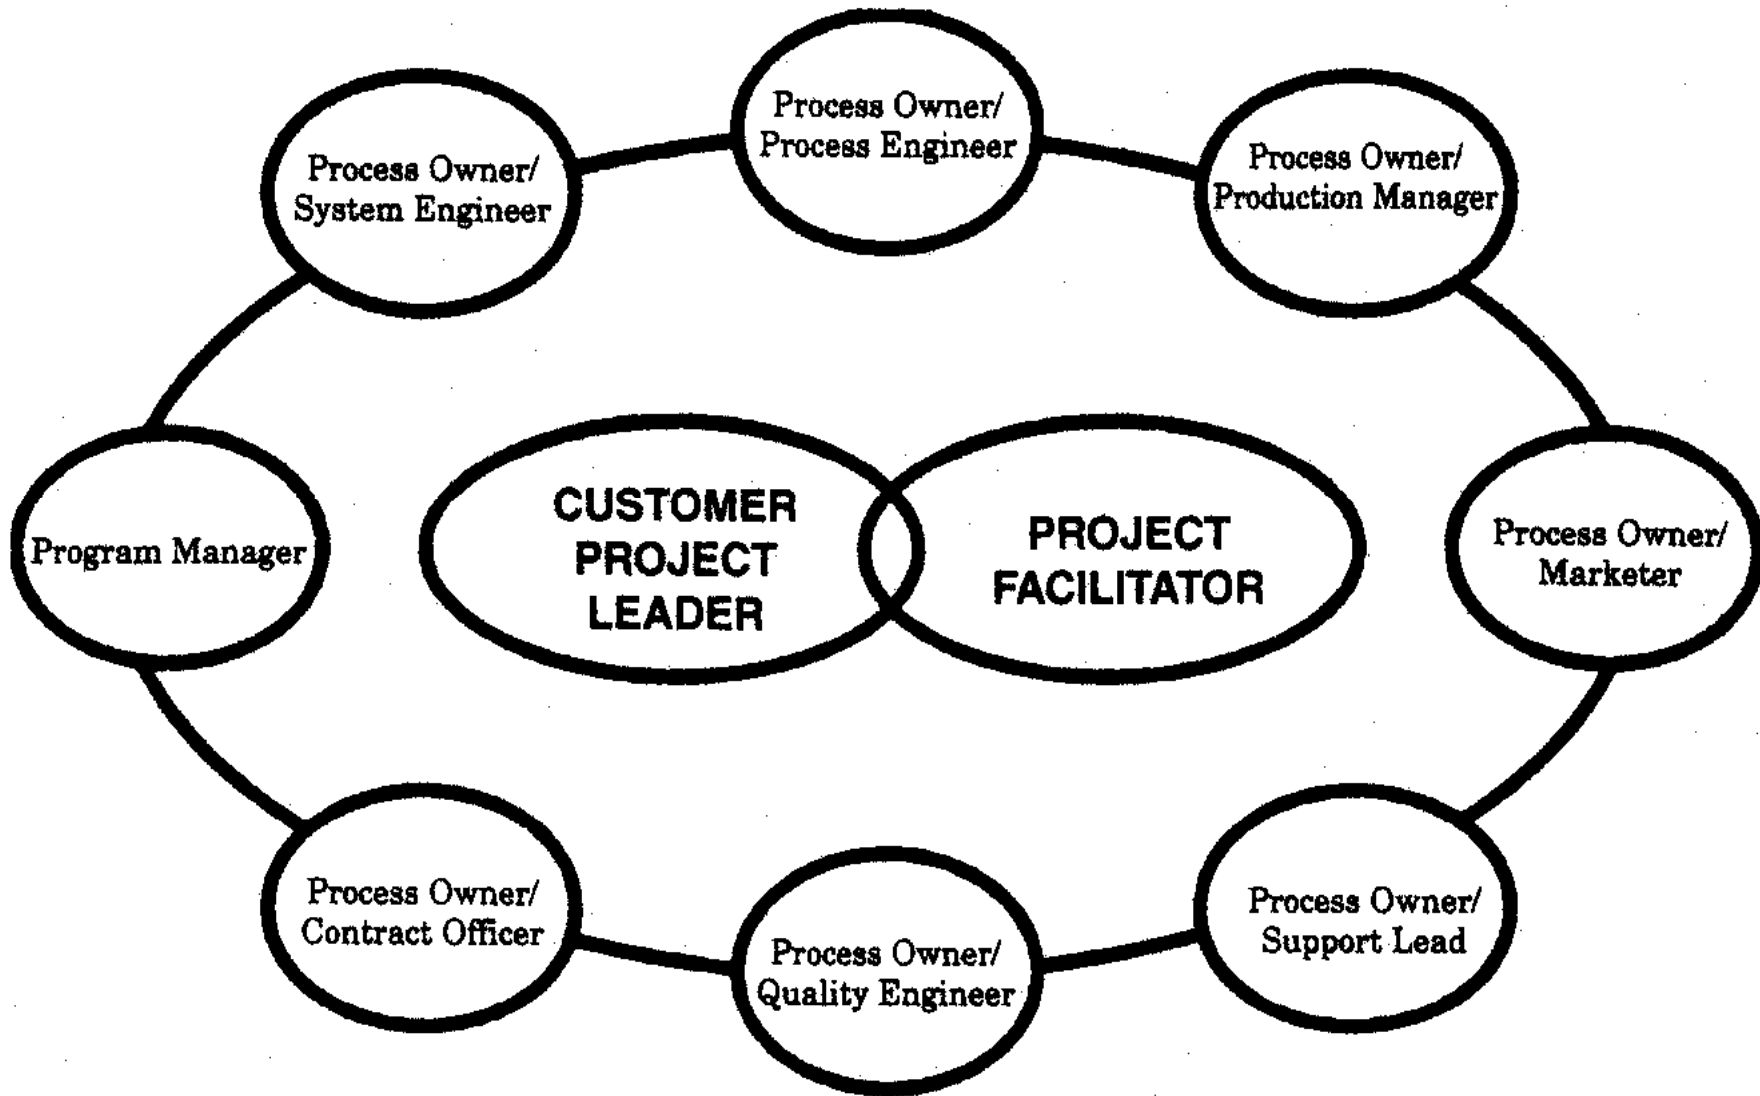 Process Owner/
Process Engineer
Process Owner/
System Engineer
Process Owner/
Production Manager
Program Manager
CUSTOMER
PROJECT
LEADER
PROJECT
FACILITATOR
Process Owner/
Marketer
Process Owner/
Contract Officer
Process Owner/
Quality Engineer
Process Owner/
Support Lead